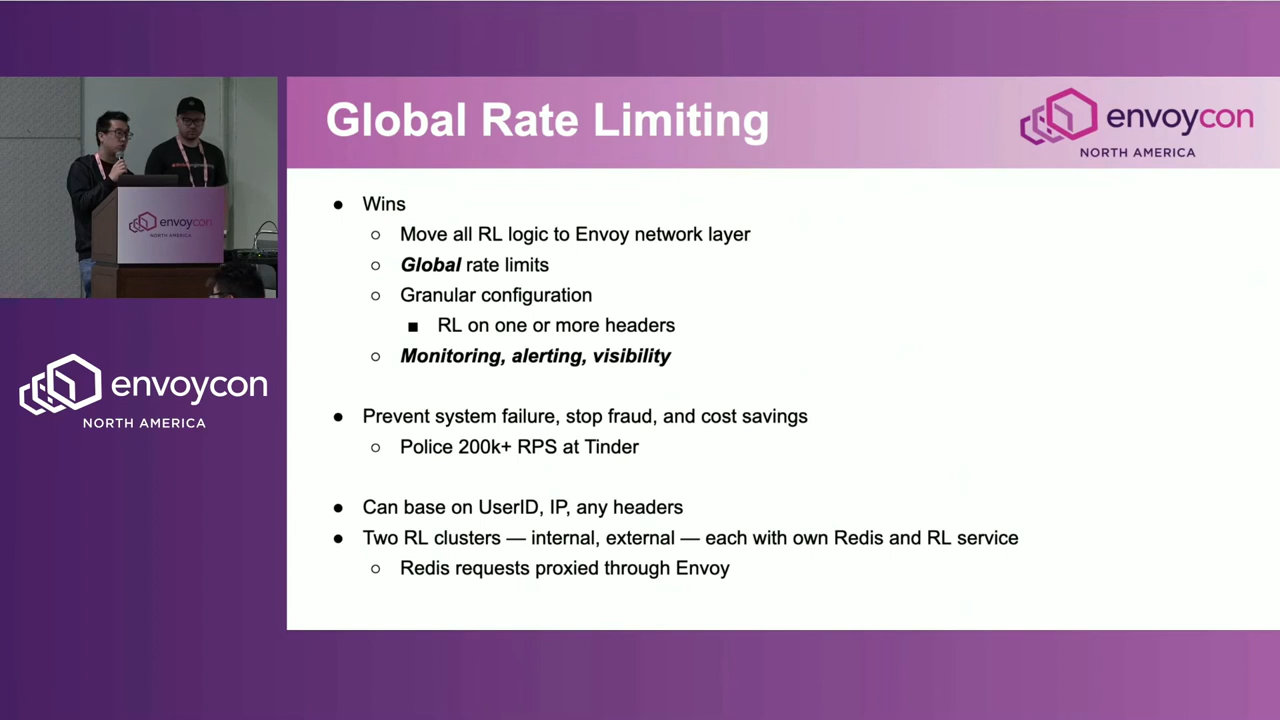 Global Rate Limiting
envoycon
NORTH AMERICA
● Wins
○ Move all RL logic to Envoy network layer
○ Global rate limits
○ Granular configuration
■ RL on one or more headers
○ Monitoring, alerting, visibility
● Prevent system failure, stop fraud, and cost savings
○ Police 200k+ RPS at Tinder
● Can base on UserID, IP, any headers
● Two RL clusters — internal, external — each with own Redis and RL service
○ Redis requests proxied through Envoy
envoycon
NORTH AMERICA
envoycon
NORTH AMERICA